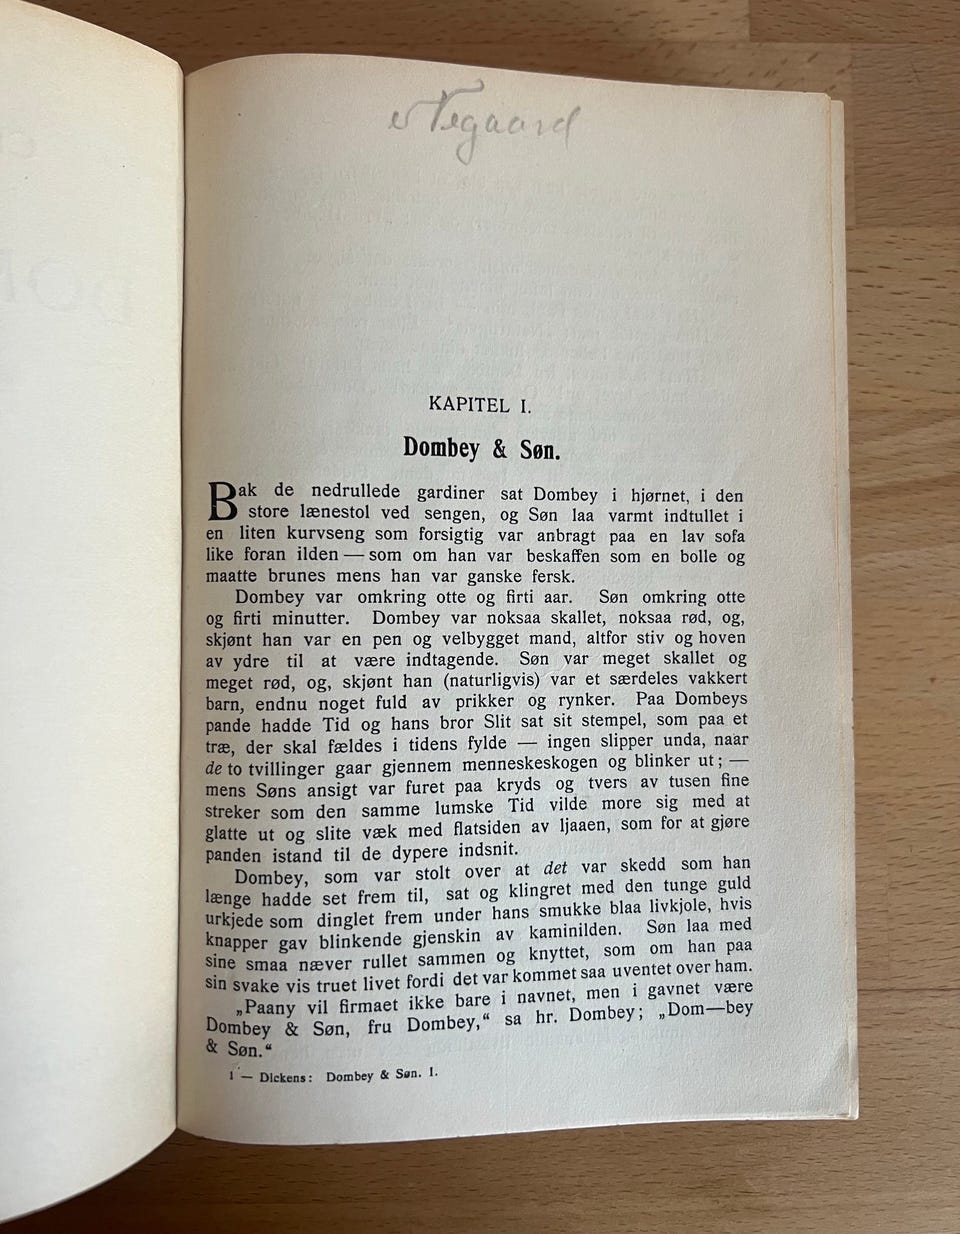 Negaard
KAPITEL I.
Dombey & Søn.
Bak de nedrullede gardiner sat Dombey i hjørnet, i den
store lænestol ved sengen, og Søn laa varmt indtullet i
en liten kurvseng som forsigtig var anbragt paa en lav sofa
like foran ilden — som om han var beskaffen som en bolle og
maatte brunes mens han var ganske fersk.
Dombey var omkring otte og firti aar. Søn omkring otte
og firti minutter. Dombey var noksaa skallet, noksaa rød, og,
skjønt han var en pen og velbygget mand, altfor stiv og hoven
av ydre til at være indtagende. Søn var meget skallet og
meget rød, og, skjønt han (naturligvis) var et særdeles vakkert
barn, endnu noget fuld av prikker og rynker. Paa Dombeys
pande hadde Tid og hans bror Slit sat sit stempel, som paa et
træ, der skal fældes i tidens fylde — ingen slipper unda, naar
de to tvillinger gaar gjennem menneskeskogen og blinker ut; —
mens Søns ansigt var furet paa kryds og tvers av tusen fine
streker som den samme lumske Tid vilde more sig med at
glatte ut og slite væk med flatsiden av ljaaen, som for at gjøre
panden istand til de dypere indsnit.
Dombey, som var stolt over at det var skedd som han
længe hadde set frem til, sat og klingret med den tunge guld
urkjede som dinglet frem under hans smukke blaa livkjole, hvis
knapper gav blinkende gjenskin av kaminilden. Søn laa med
sine smaa næver rullet sammen og knyttet, som om han paa
sin svake vis truet livet fordi det var kommet saa uventet over ham.
„Paany vil firmaet ikke bare i navnet, men i gavnet være
Dombey & Søn, fru Dombey,“ sa hr. Dombey; „Dom—bey
& Søn.“
1 — Dickens: Dombey & Søn. I.